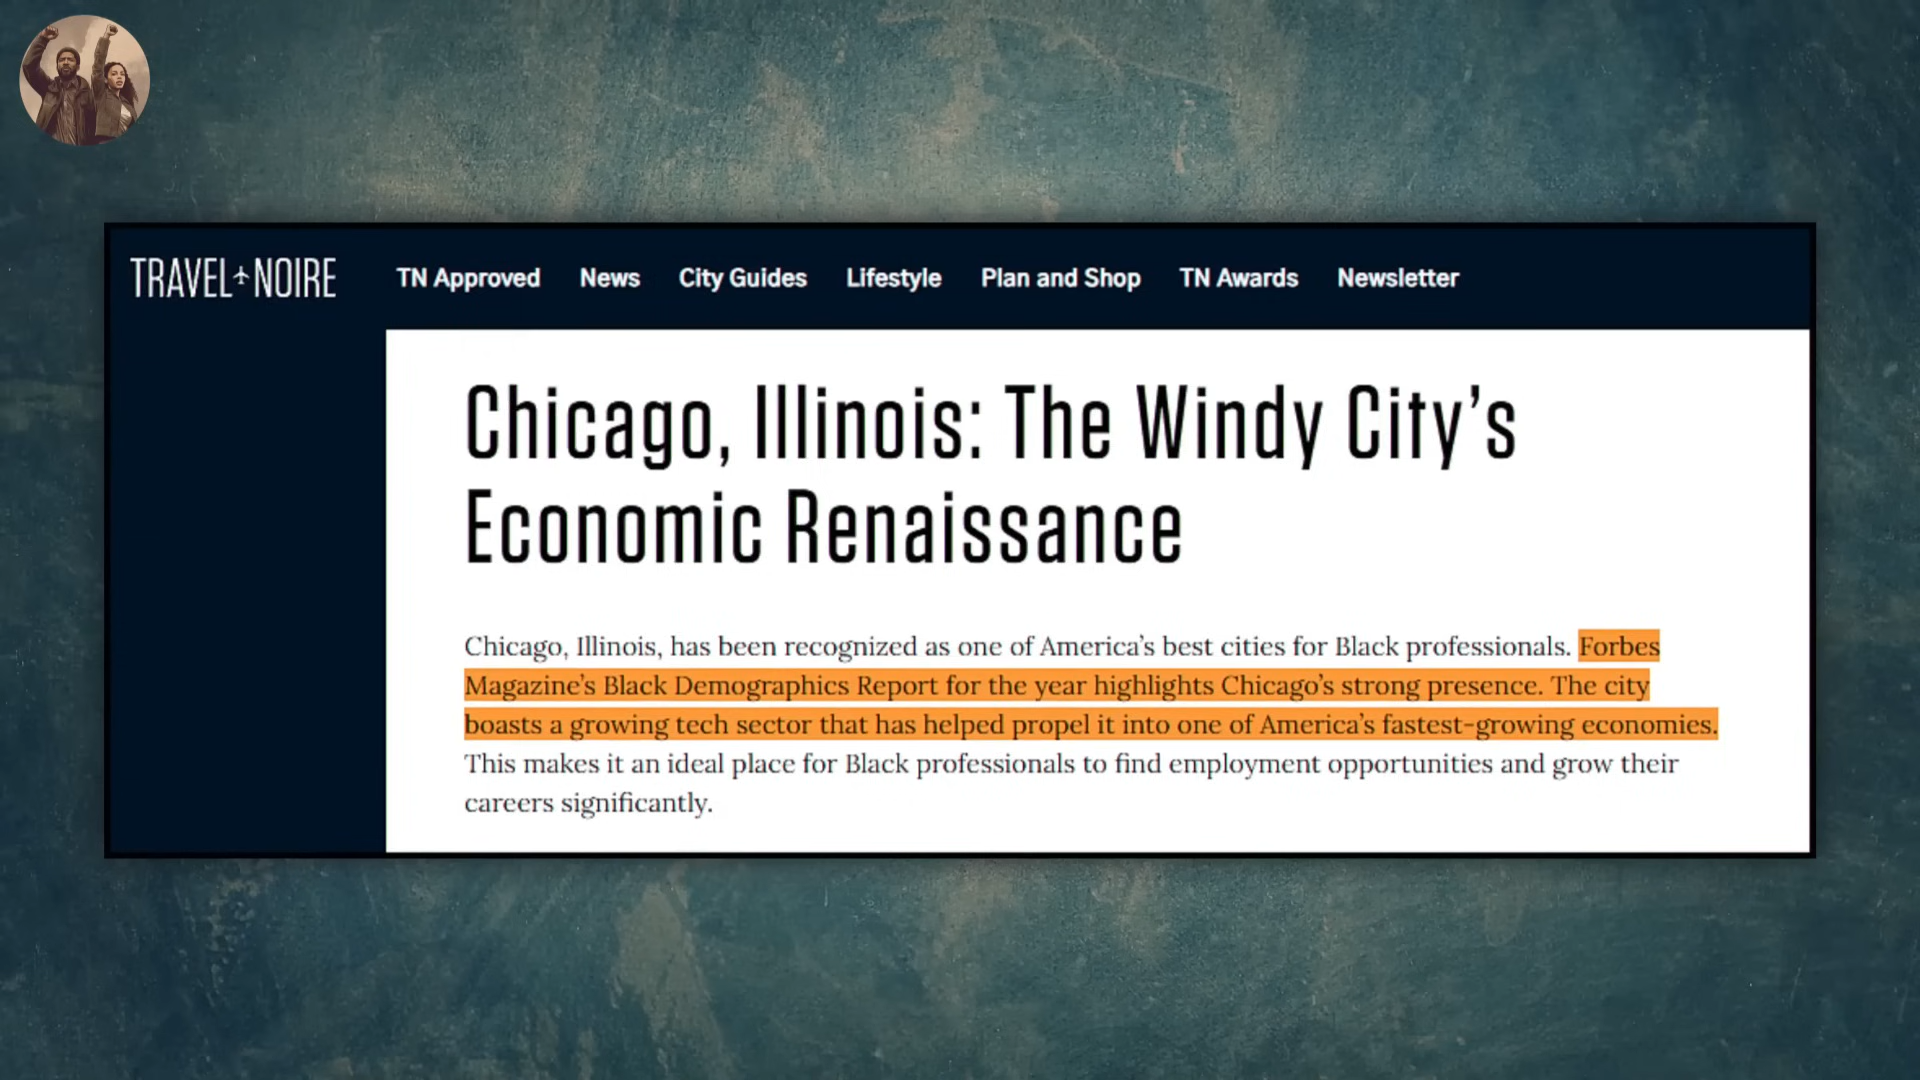 TRAVEL NOIRE
TN Approved News City Guides Lifestyle Plan and Shop TN Awards Newsletter
Chicago, Illinois: The Windy City’s
Economic Renaissance
Chicago, Illinois, has been recognized as one of America’s best cities for Black professionals. Forbes
Magazine’s Black Demographics Report for the year highlights Chicago’s strong presence. The city
boasts a growing tech sector that has helped propel it into one of America’s fastest-growing economies.
This makes it an ideal place for Black professionals to find employment opportunities and grow their
careers significantly.